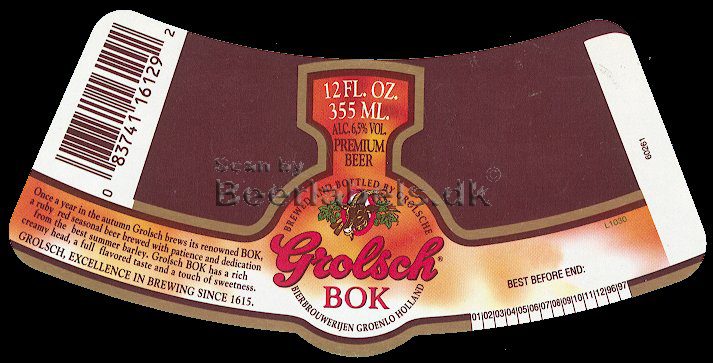 0 83741 16129 2
12 FL. OZ.
355 ML.
ALC. 6,5% VOL.
PREMIUM
BEER
60261
Scan by
Beerlabels.dk
BREWED AND BOTTLED BY GROLSCHE
Grolsch®
BOK
BIERBROUWERIJEN GROENLO HOLLAND
Once a year in the autumn Grolsch brews its renowned BOK,
a ruby red seasonal beer brewed with patience and dedication
from the best summer barley. Grolsch BOK has a rich
creamy head, a full flavored taste and a touch of sweetness.
GROLSCH, EXCELLENCE IN BREWING SINCE 1615.
L1030
BEST BEFORE END:
01|02|03|04|05|06|07|08|09|10|11|12|96|97